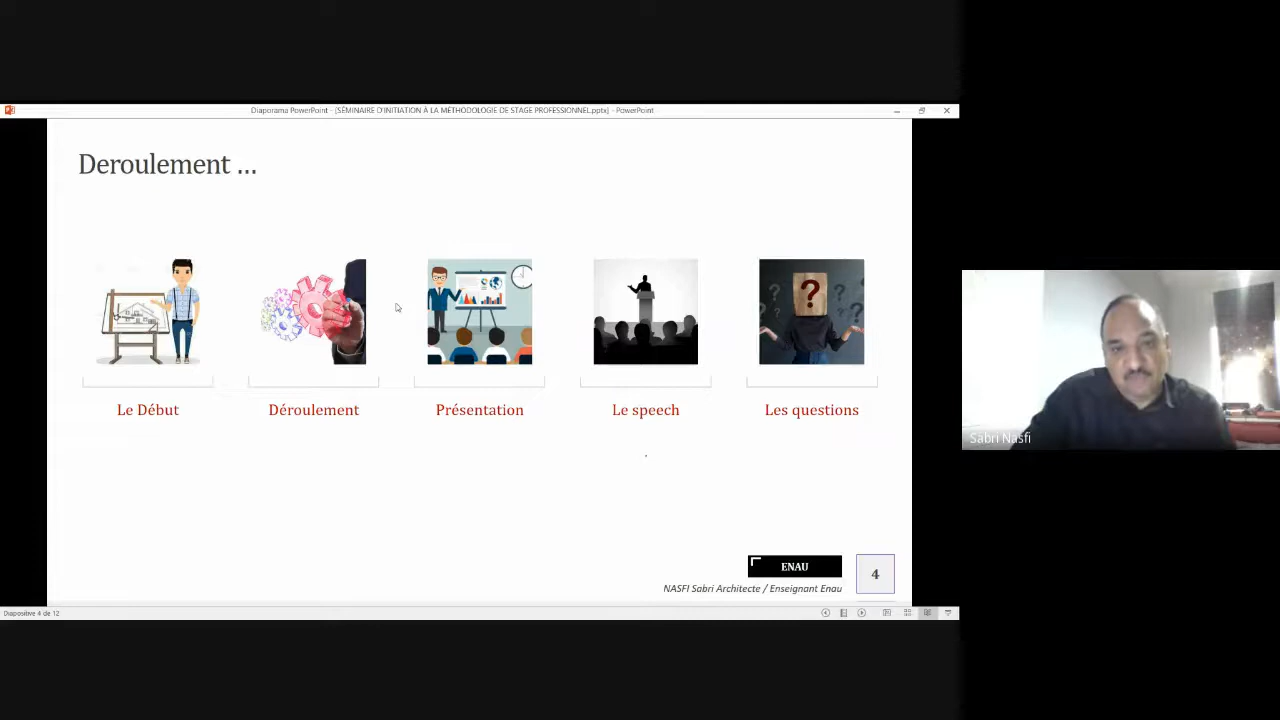 Diaporama PowerPoint - [SÉMINAIRE D'INITIATION À LA MÉTHODOLOGIE DE STAGE PROFESSIONNEL.pptx] - PowerPoint
Deroulement ...
?
Le Début
Déroulement
Présentation
Le speech
Les questions
Sabri Nasfi
ENAU
4
NASFI Sabri Architecte / Enseignant Enau
Diapositive 4 de 12